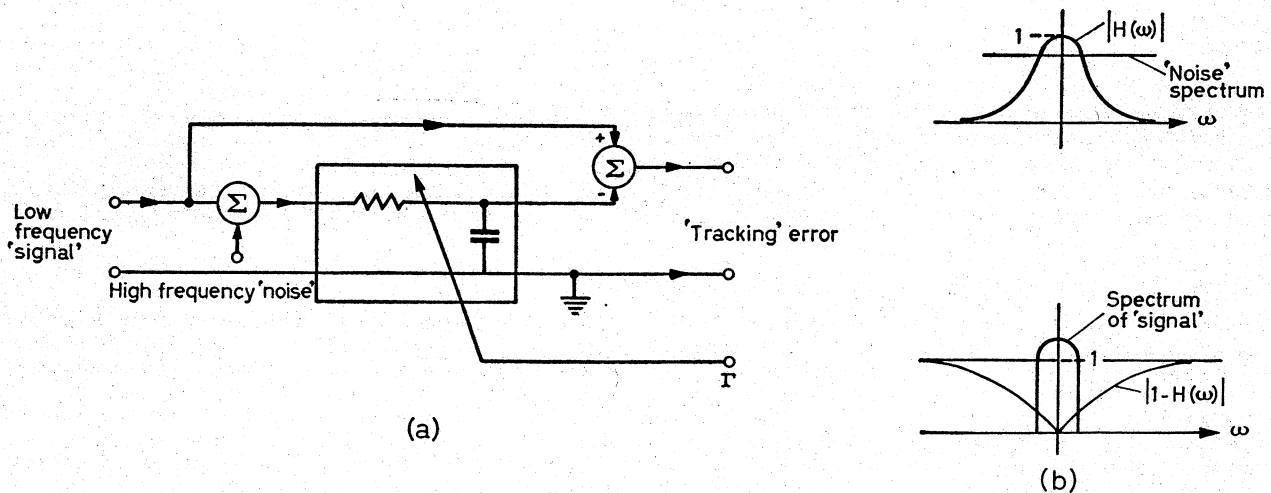 Low
frequency
'signal'
Σ
High frequency 'noise'
+
Σ
-
'Tracking' error
Γ
(a)
1
|H(ω)|
'Noise'
spectrum
ω
Spectrum
of 'signal'
1
|1-H(ω)|
ω
(b)